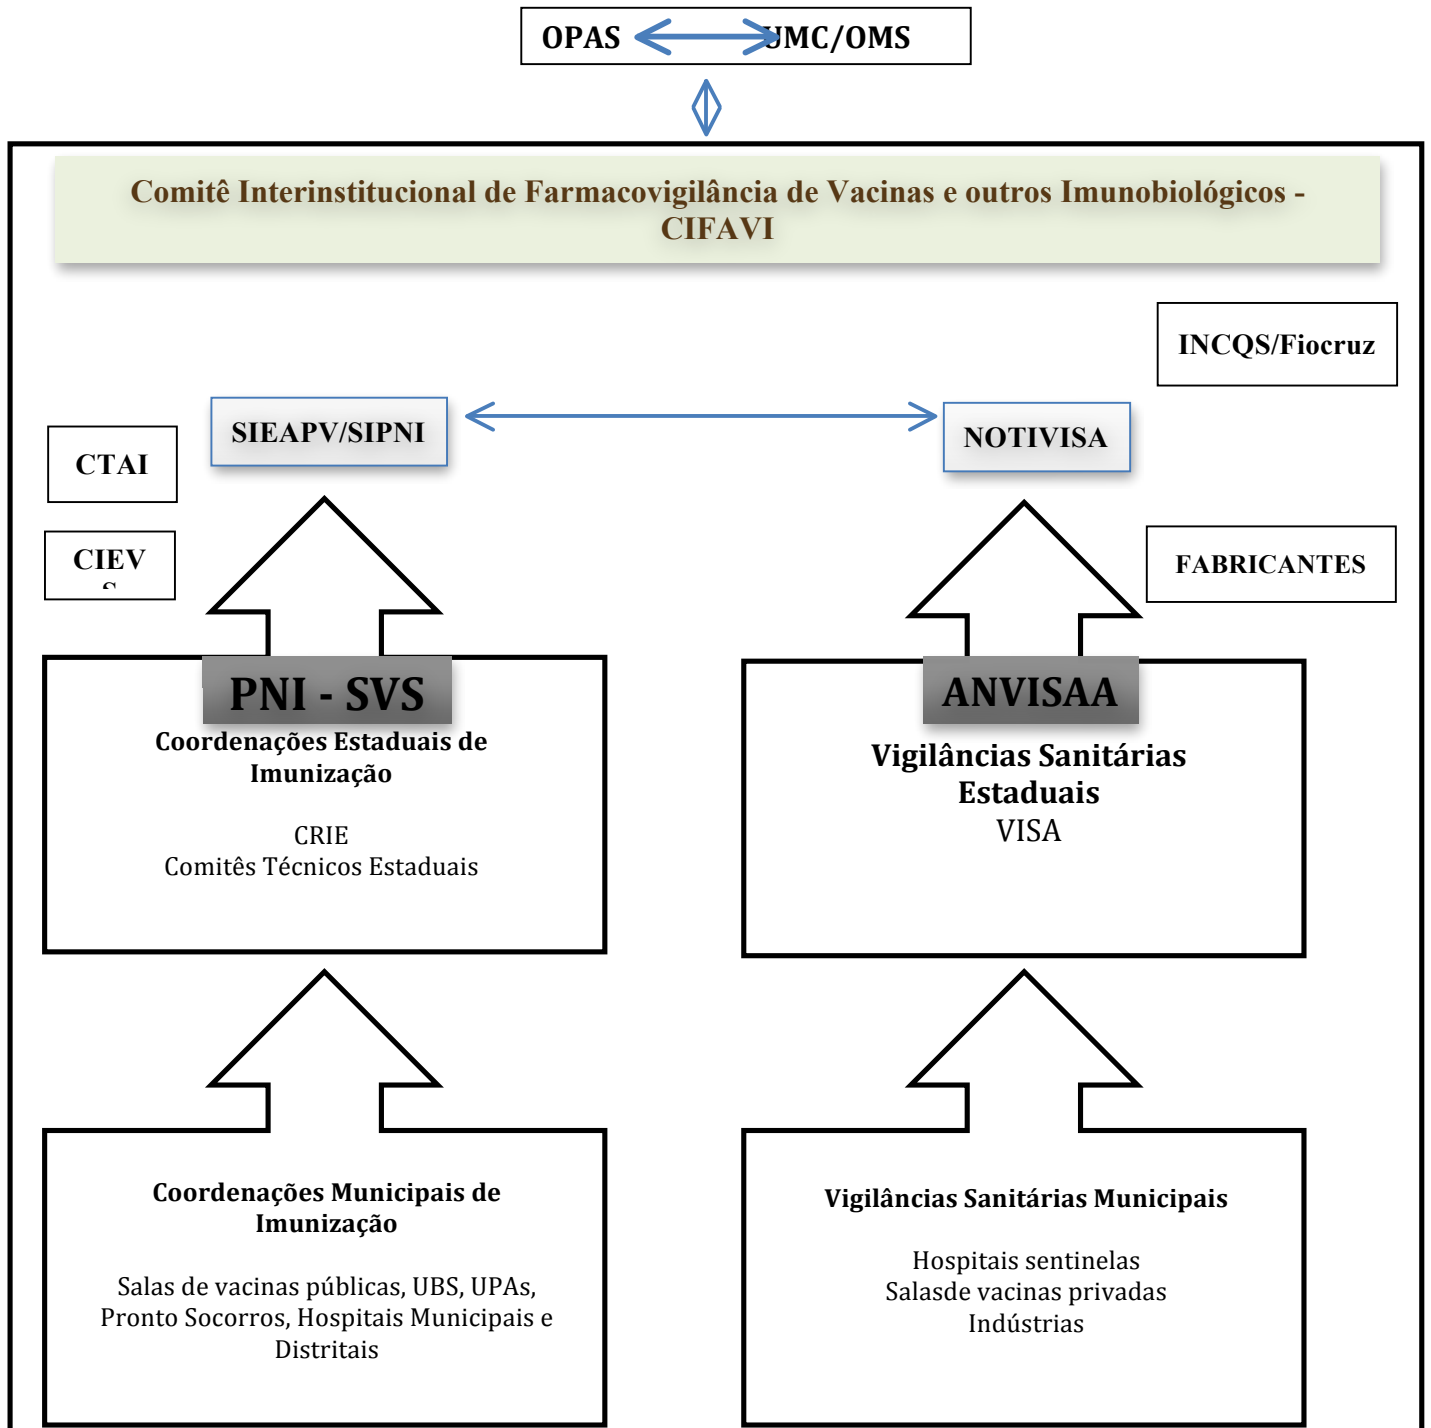 OPAS UMC/OMS
Comitê Interinstitucional de Farmacovigilância de Vacinas e outros Imunobiológicos -
CIFAVI
INCQS/Fiocruz
SIEAPV/SIPNI
NOTIVISA
CTAI
CIEV
S
FABRICANTES
PNI - SVS
Coordenações Estaduais de
Imunização
CRIE
Comitês Técnicos Estaduais
ANVISAA
Vigilâncias Sanitárias
Estaduais
VISA
Coordenações Municipais de
Imunização
Salas de vacinas públicas, UBS, UPAs,
Pronto Socorros, Hospitais Municipais e
Distritais
Vigilâncias Sanitárias Municipais
Hospitais sentinelas
Salasde vacinas privadas
Indústrias